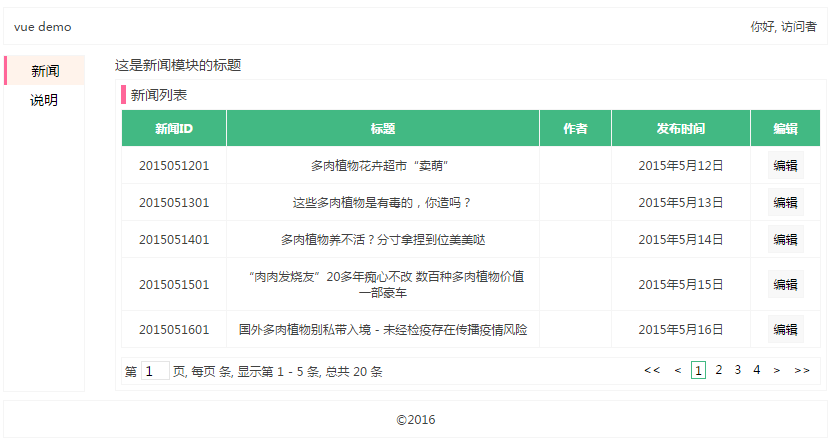 vue demo 你好, 访问者
新闻
说明
这是新闻模块的标题
新闻列表
新闻ID 标题 作者 发布时间 编辑
2015051201 多肉植物花卉超市“卖萌” 2015年5月12日 编辑
2015051301 这些多肉植物是有毒的，你造吗？ 2015年5月13日 编辑
2015051401 多肉植物养不活？分寸拿捏到位美美哒 2015年5月14日 编辑
2015051501 “肉肉发烧友”20多年痴心不改 数百种多肉植物价值 2015年5月15日 编辑
一部豪车
2015051601 国外多肉植物别私带入境 - 未经检疫存在传播疫情风险 2015年5月16日 编辑
第 1 页, 每页 条, 显示第 1 - 5 条, 总共 20 条 << < 1 2 3 4 > >>
©2016